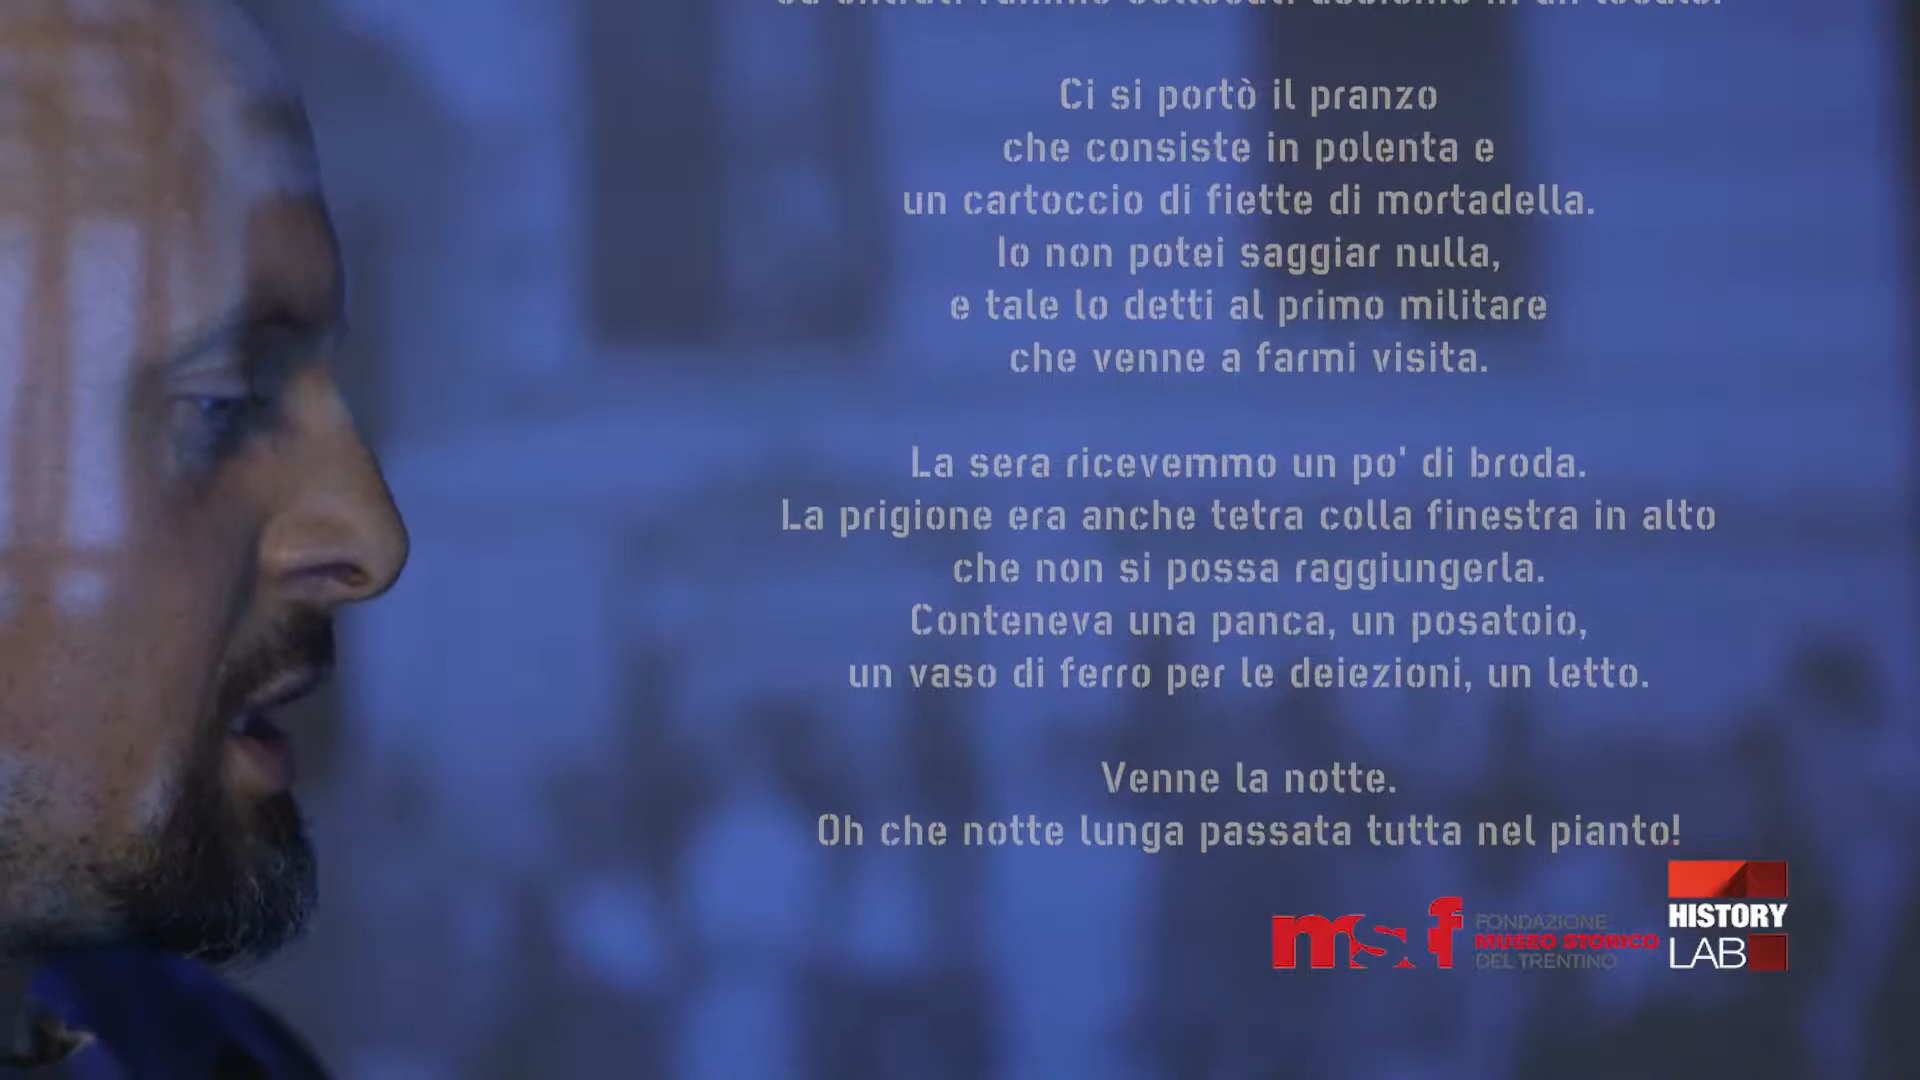 Ci si portò il pranzo
che consiste in polenta e
un cartoccio di fiette di mortadella.
Io non potei saggiar nulla,
e tale lo detti al primo militare
che venne a farmi visita.
La sera ricevemmo un po' di broda.
La prigione era anche tetra colla finestra in alto
che non si possa raggiungerla.
Conteneva una panca, un posatoio,
un vaso di ferro per le deiezioni, un letto.
Venne la notte.
Oh che notte lunga passata tutta nel pianto!
msf
FONDAZIONE
MUSEO STORICO
DEL TRENTINO
HISTORY
LAB